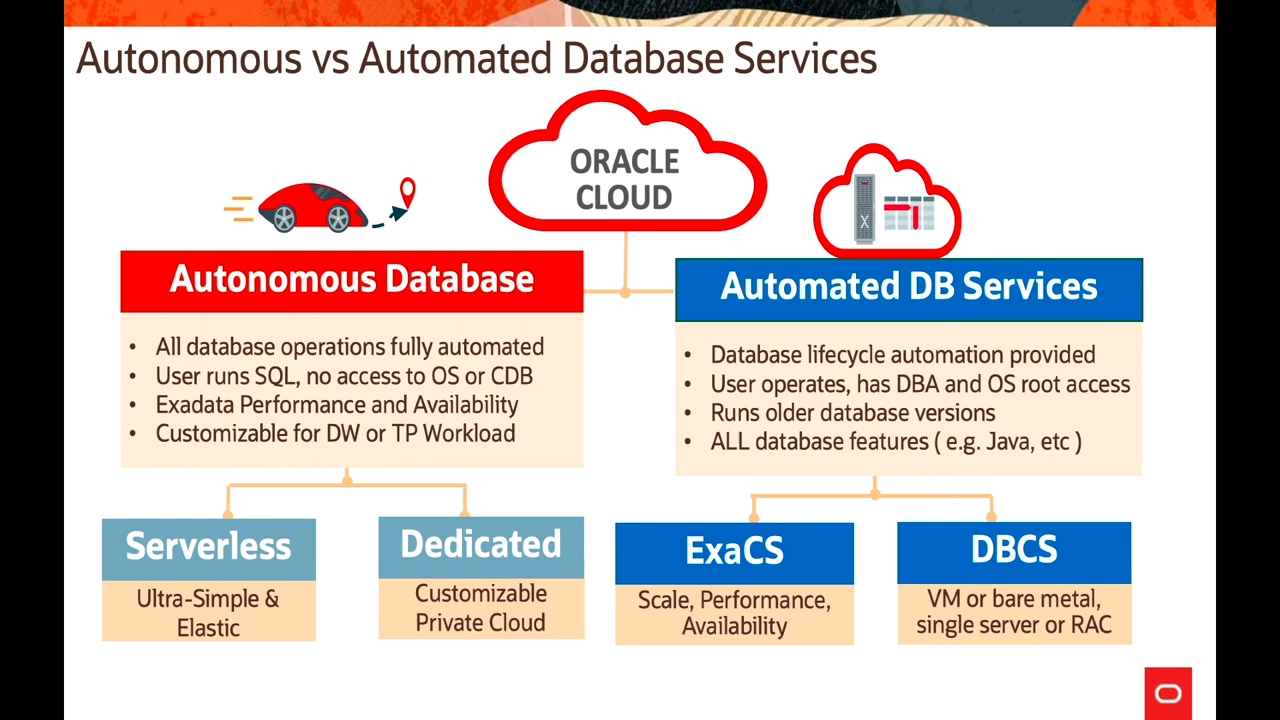 Autonomous vs Automated Database Services
ORACLE
CLOUD
X
Autonomous Database
• All database operations fully automated
• User runs SQL, no access to OS or CDB
• Exadata Performance and Availability
• Customizable for DW or TP Workload
Automated DB Services
• Database lifecycle automation provided
• User operates, has DBA and OS root access
• Runs older database versions
• ALL database features ( e.g. Java, etc )
Serverless
Ultra-Simple &
Elastic
Dedicated
Customizable
Private Cloud
ExaCS
Scale, Performance,
Availability
DBCS
VM or bare metal,
single server or RAC